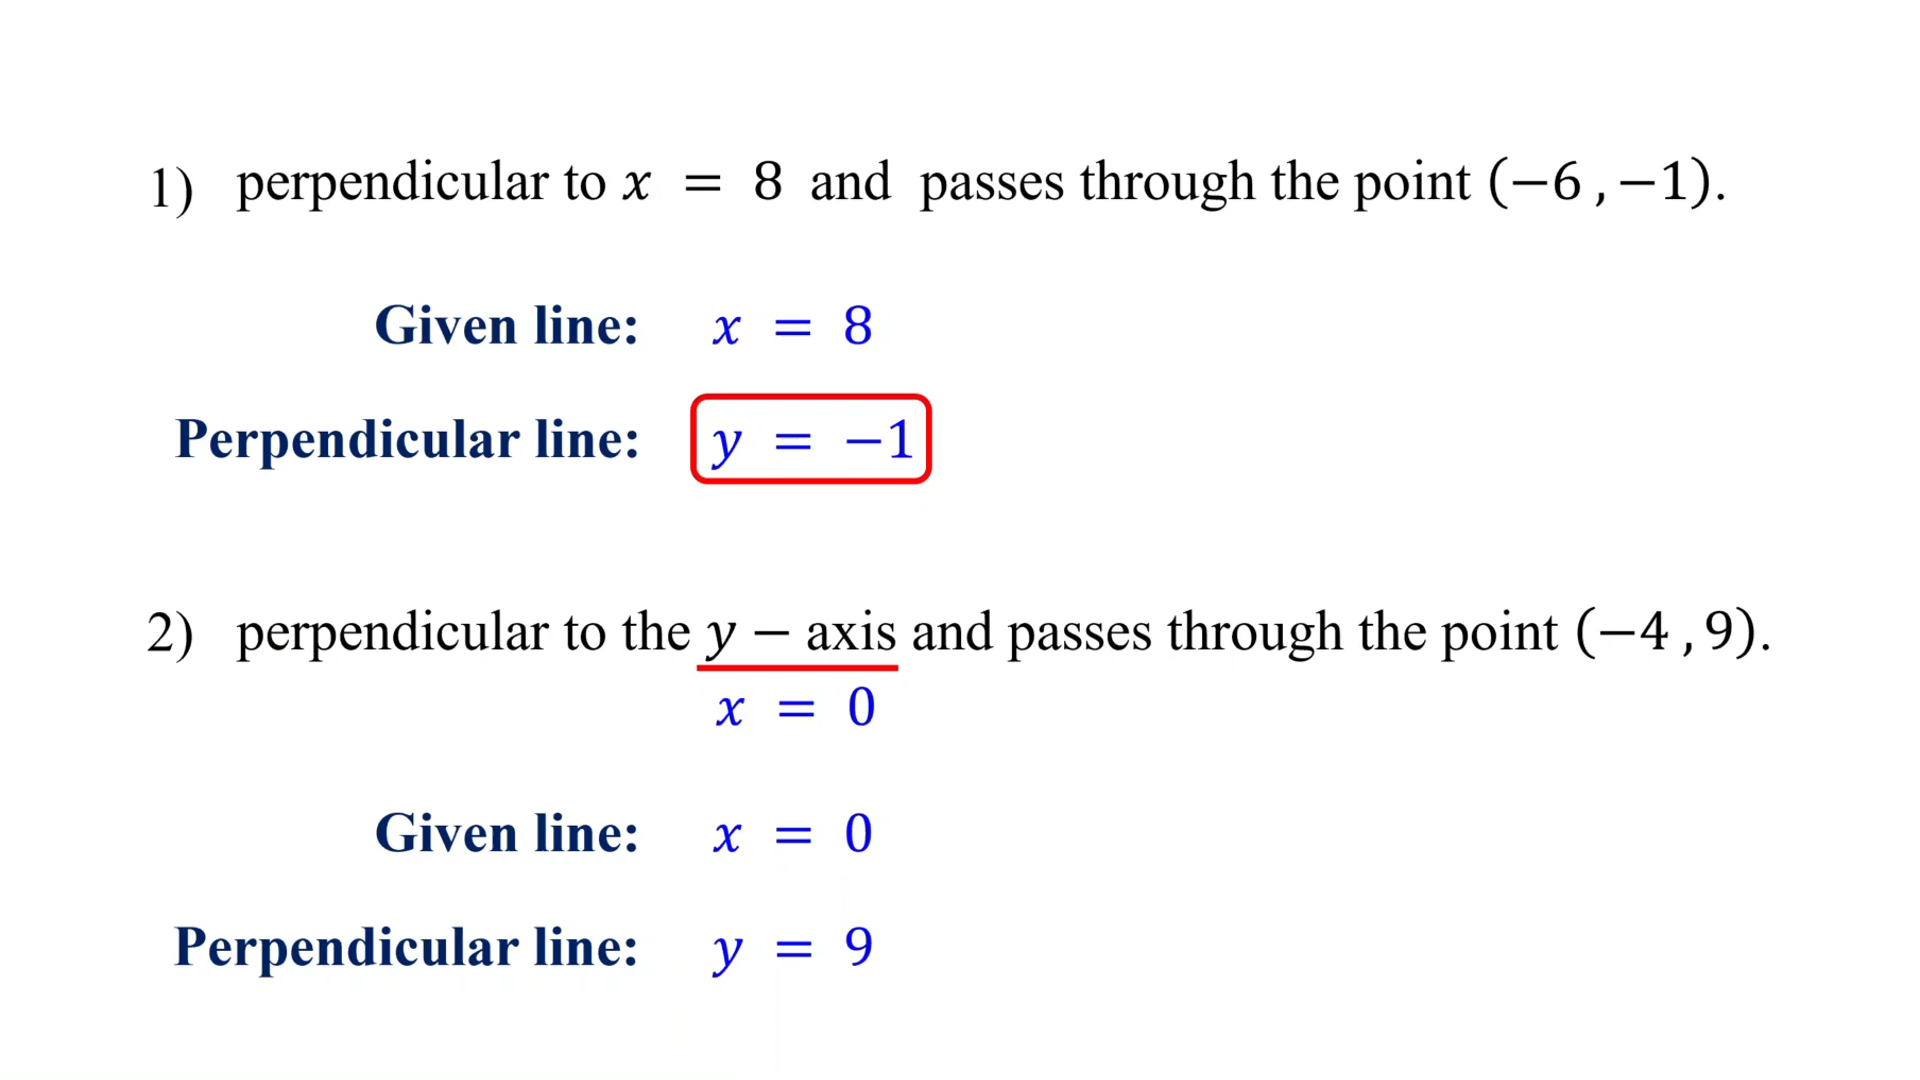 1) perpendicular to x = 8 and passes through the point (−6 , −1).
Given line: x = 8
Perpendicular line: y = −1
2) perpendicular to the y − axis and passes through the point (−4 , 9).
x = 0
Given line: x = 0
Perpendicular line: y = 9